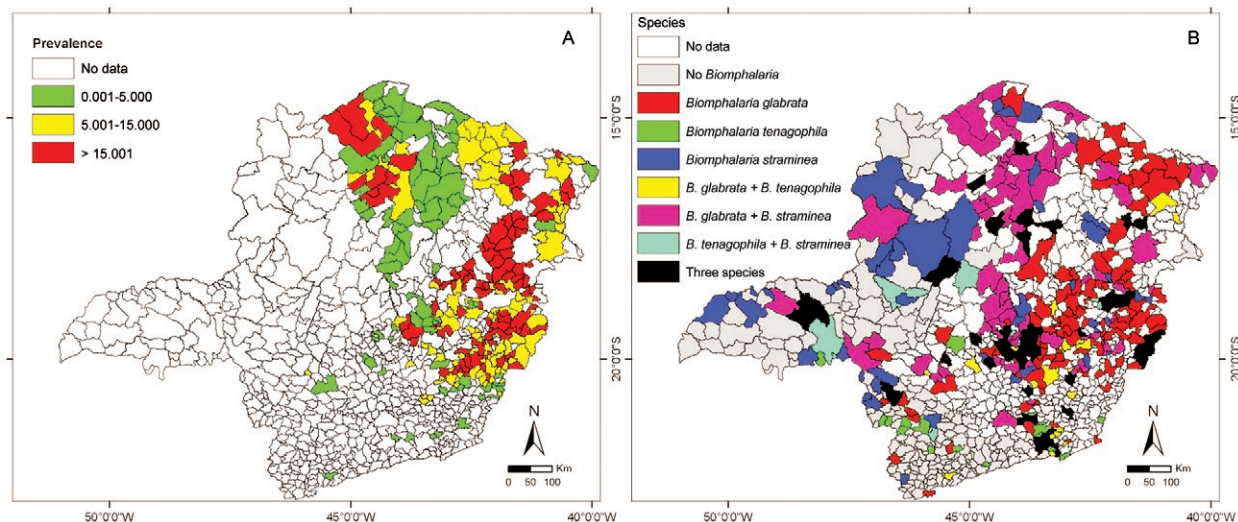 A
Prevalence
No data
0.001-5.000
5.001-15.000
> 15.001
N
Km
0 50 100
50°0'0"W
45°0'0"W
40°0'0"W
15°0'0"S
20°0'0"S
B
Species
No data
No Biomphalaria
Biomphalaria glabrata
Biomphalaria tenagophila
Biomphalaria straminea
B. glabrata + B. tenagophila
B. glabrata + B. straminea
B. tenagophila + B. straminea
Three species
N
Km
0 50 100
50°0'0"W
45°0'0"W
40°0'0"W
15°0'0"S
20°0'0"S